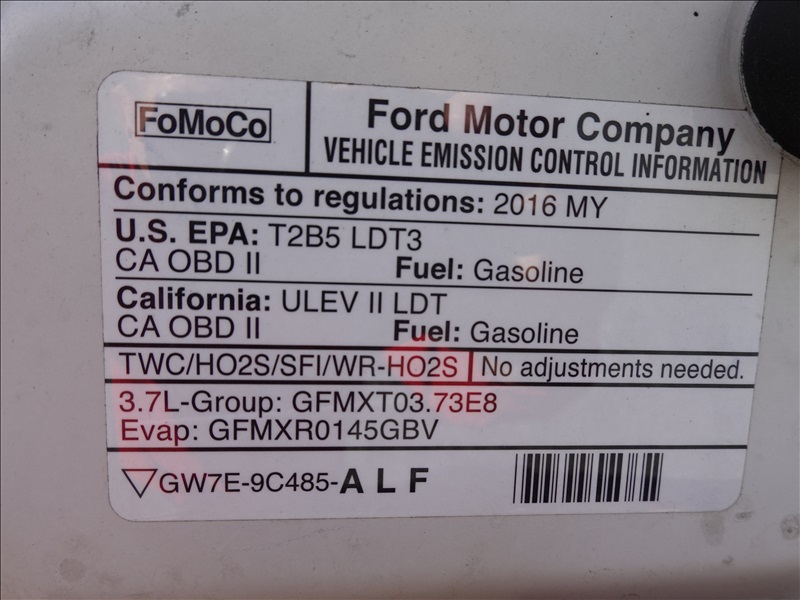 FoMoCo
Ford Motor Company
VEHICLE EMISSION CONTROL INFORMATION
Conforms to regulations: 2016 MY
U.S. EPA: T2B5 LDT3
CA OBD II Fuel: Gasoline
California: ULEV II LDT
CA OBD II Fuel: Gasoline
TWC/HO2S/SFI/WR-HO2S No adjustments needed.
3.7L-Group: GFMXT03.73E8
Evap: GFMXR0145GBV
GW7E-9C485-A L F